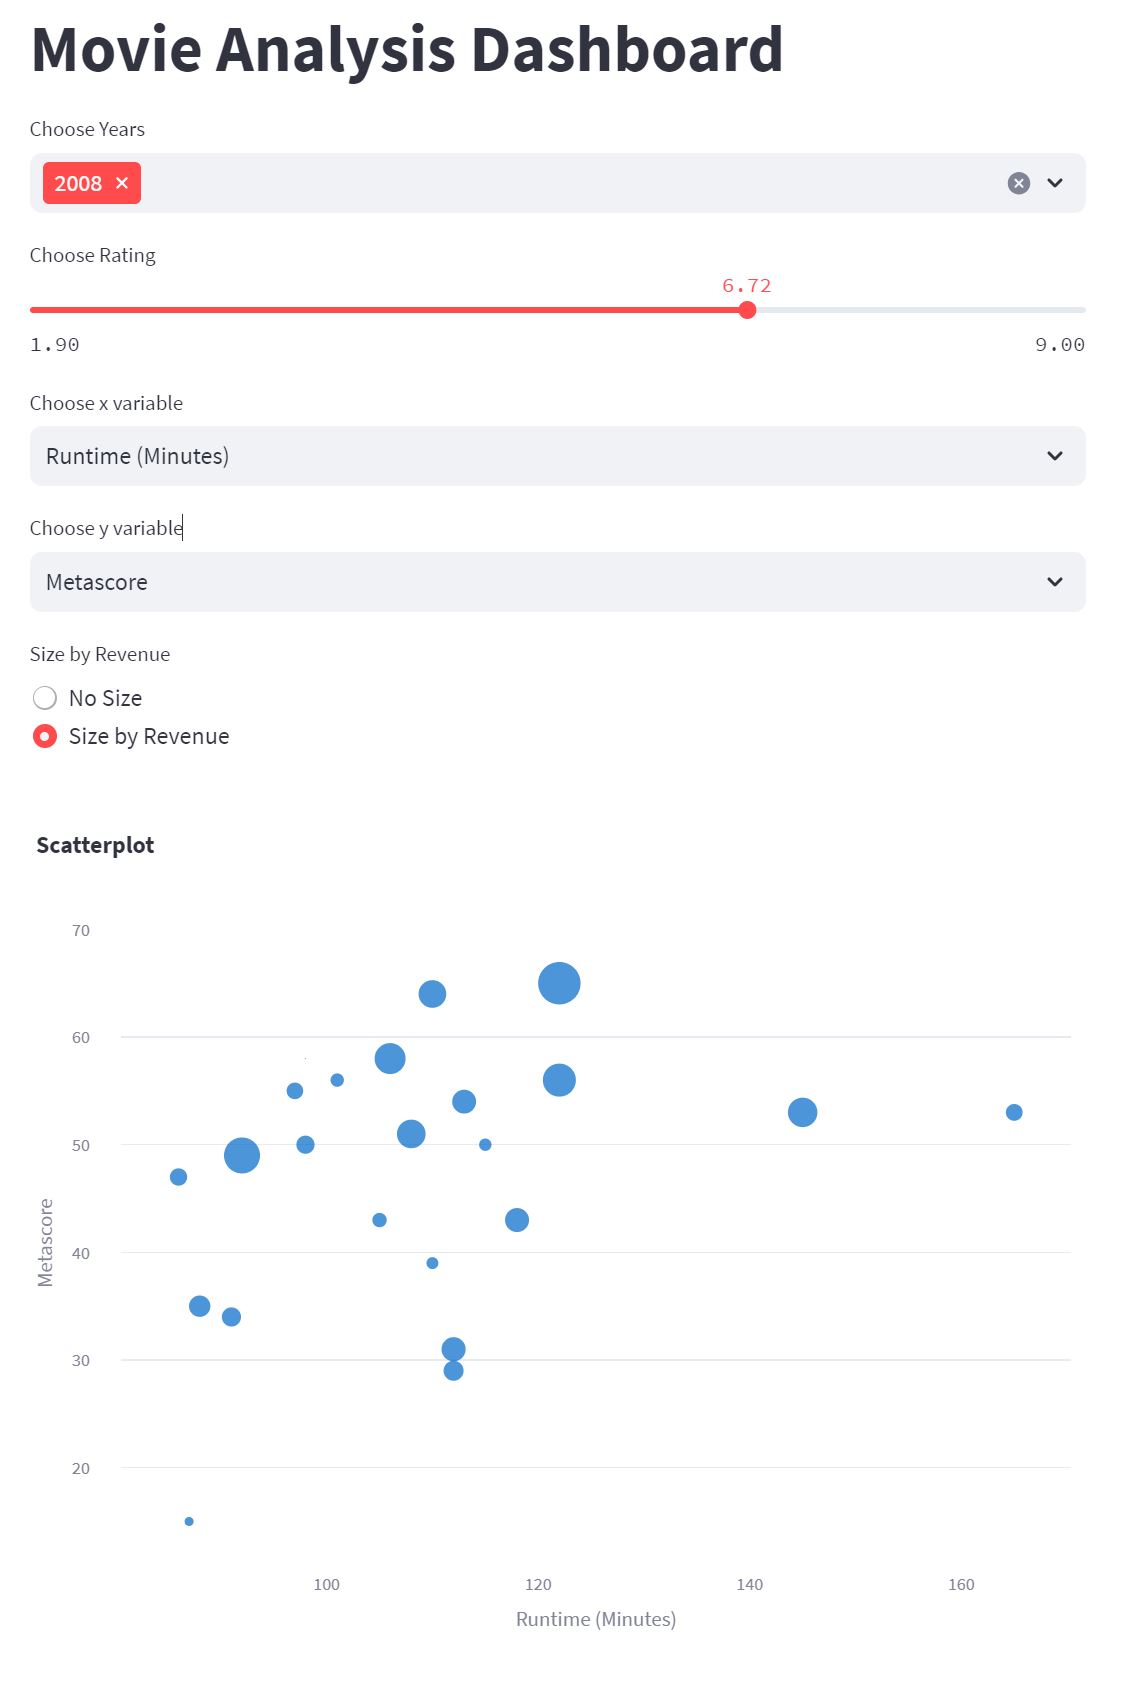 Movie Analysis Dashboard
Choose Years
2008
Choose Rating
6.72
1.90 9.00
Choose x variable
Runtime (Minutes)
Choose y variable
Metascore
Size by Revenue
No Size
Size by Revenue
Scatterplot
70
60
50
40
30
20
Metascore
100 120 140 160
Runtime (Minutes)